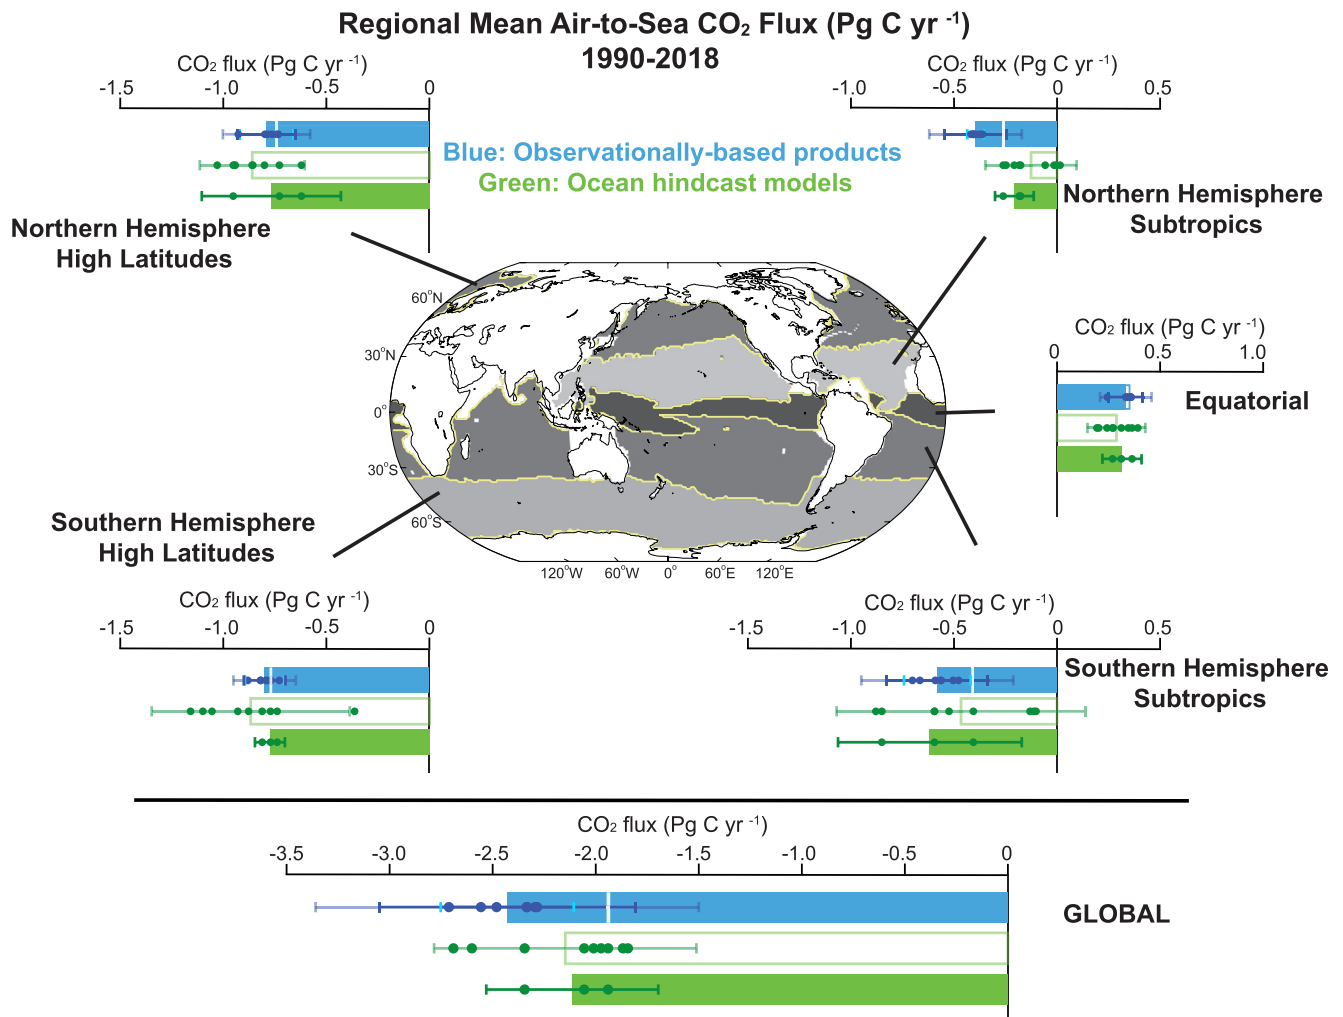 Regional Mean Air-to-Sea CO₂ Flux (Pg C yr ⁻¹)
1990-2018
CO₂ flux (Pg C yr ⁻¹)
-1.5 -1.0 -0.5 0
Northern Hemisphere
High Latitudes
CO₂ flux (Pg C yr ⁻¹)
-1.0 -0.5 0 0.5
Northern Hemisphere
Subtropics
Blue: Observationally-based products
Green: Ocean hindcast models
60°N
30°N
0°
30°S
60°S
120°W 60°W 0° 60°E 120°E
CO₂ flux (Pg C yr ⁻¹)
0 0.5 1.0
Equatorial
Southern Hemisphere
High Latitudes
CO₂ flux (Pg C yr ⁻¹)
-1.5 -1.0 -0.5 0
CO₂ flux (Pg C yr ⁻¹)
-1.5 -1.0 -0.5 0 0.5
Southern Hemisphere
Subtropics
CO₂ flux (Pg C yr ⁻¹)
-3.5 -3.0 -2.5 -2.0 -1.5 -1.0 -0.5 0
GLOBAL